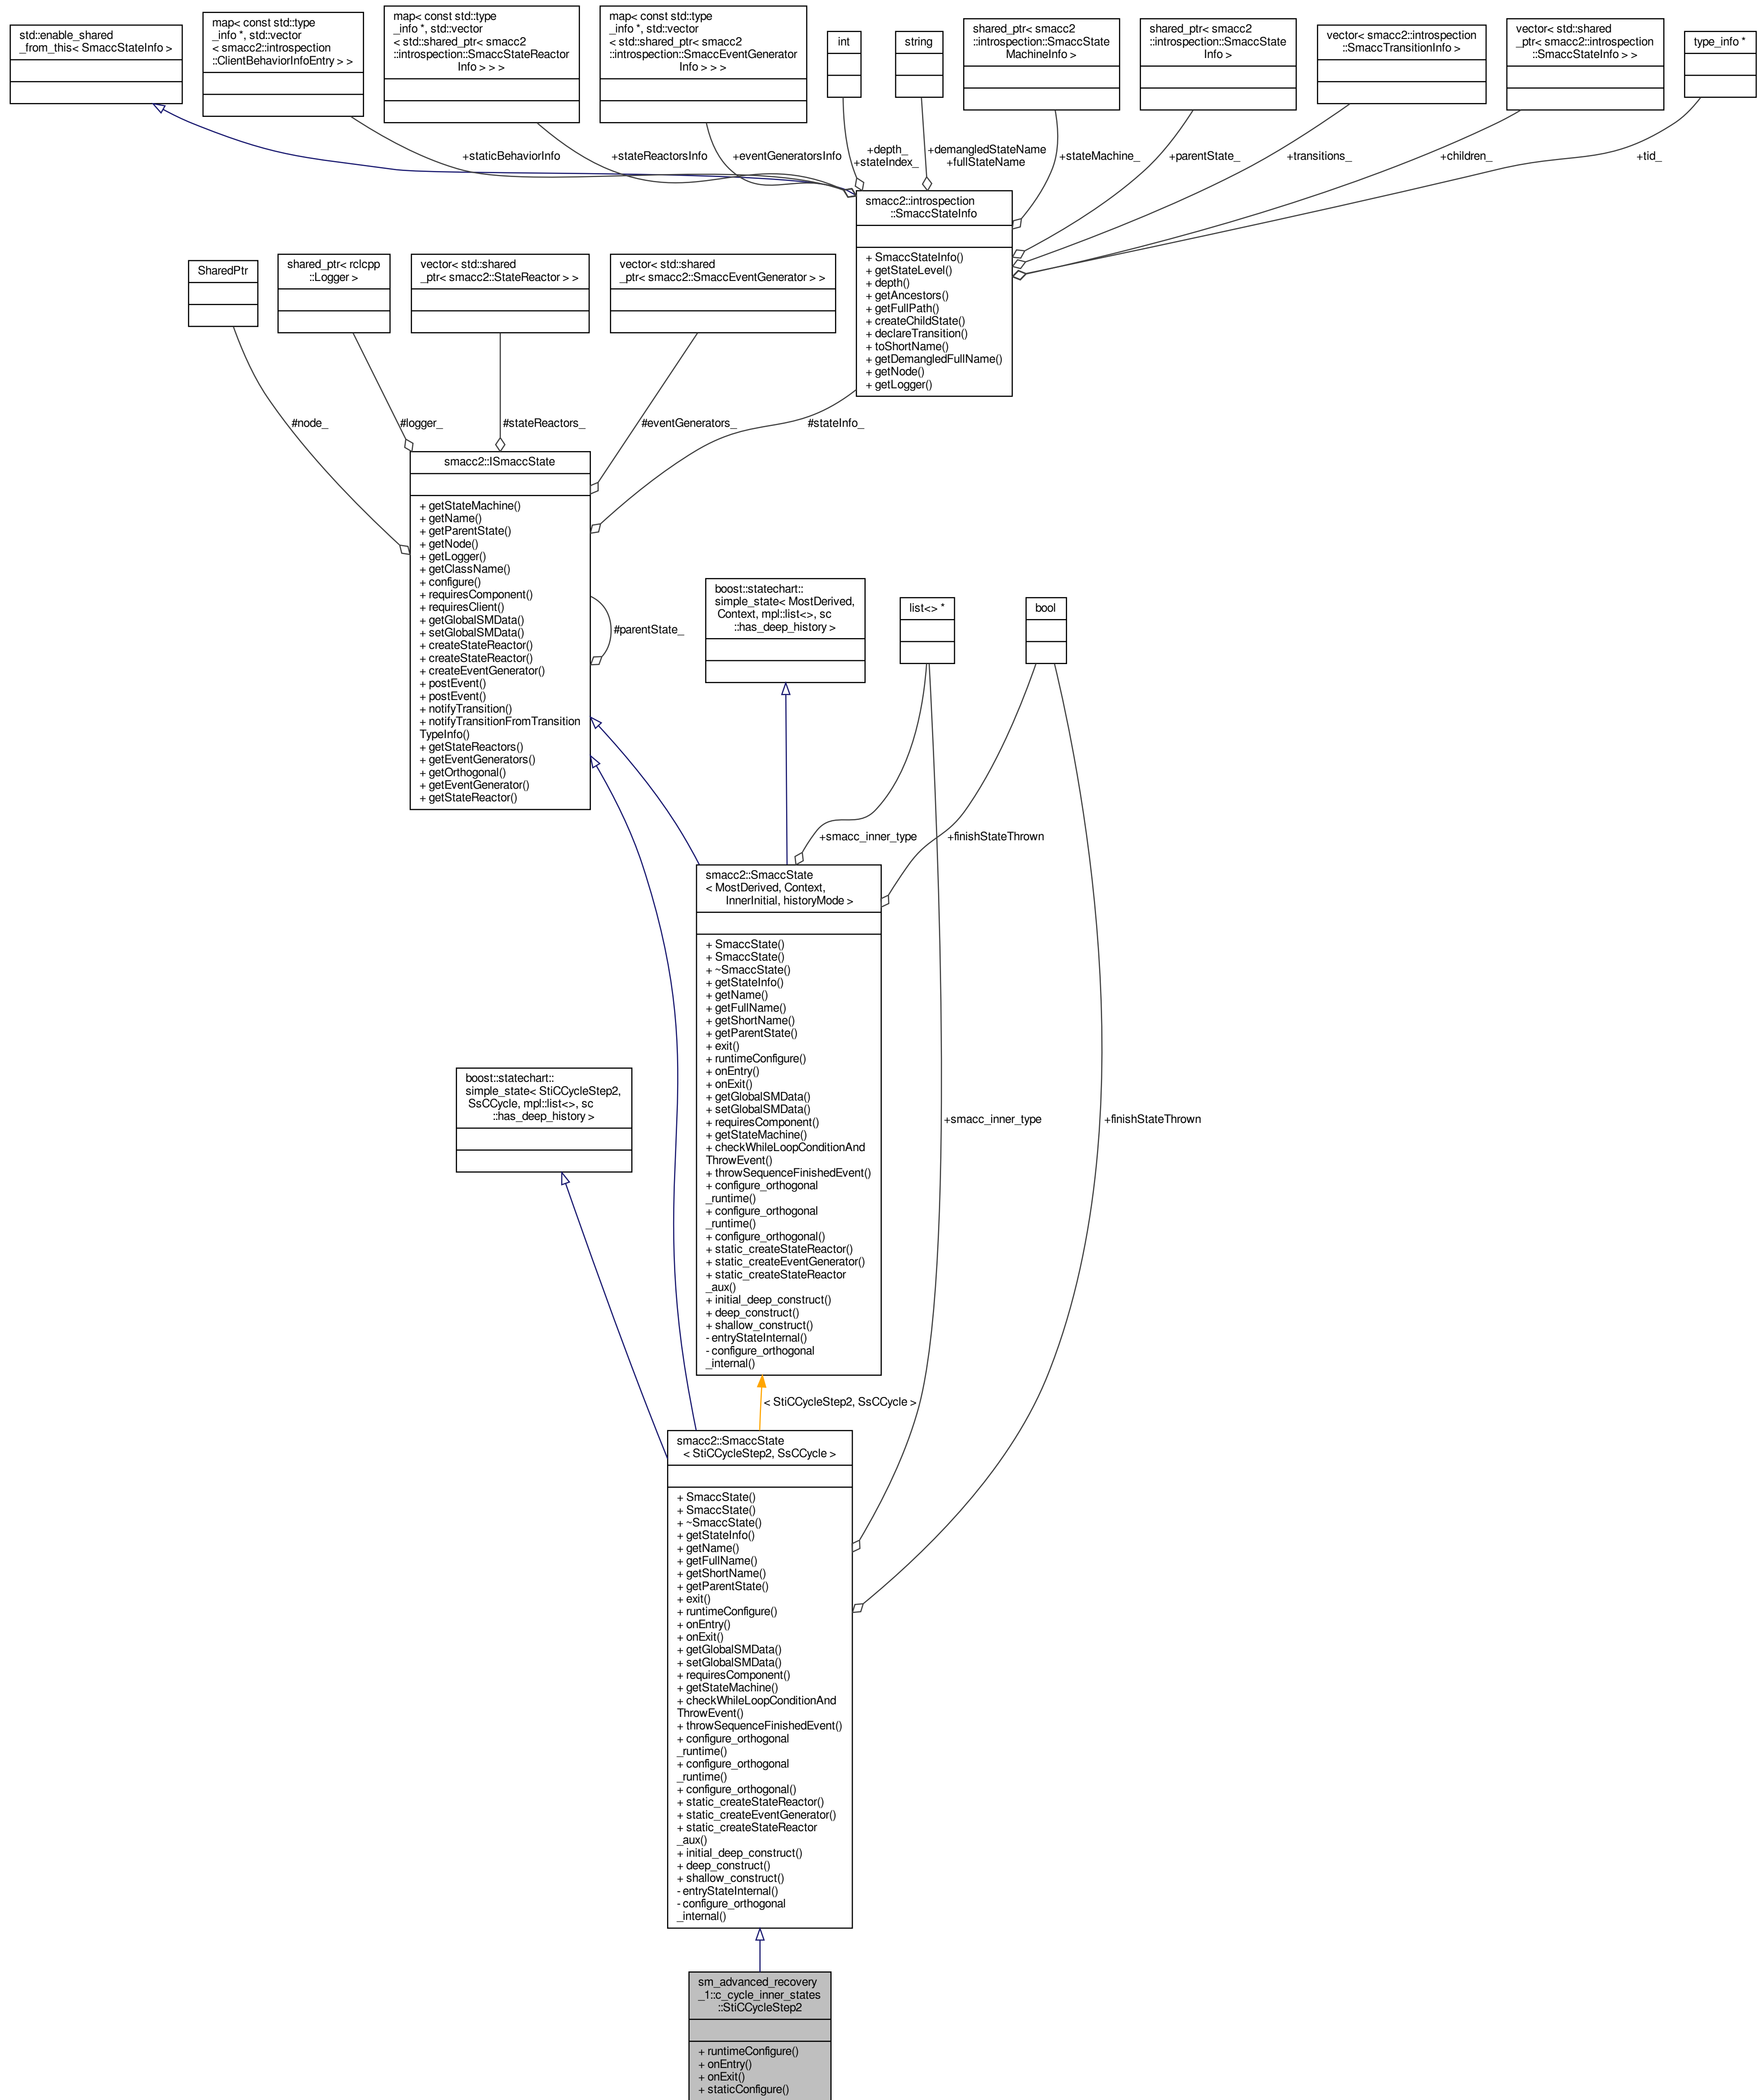 std::enable_shared
_from_this< SmaccStateInfo >
map< const std::type
_info *, std::vector
< smacc2::introspection
::ClientBehaviorInfoEntry > >
map< const std::type
_info *, std::vector
< std::shared_ptr< smacc2
::introspection::SmaccStateReactor
Info > > >
map< const std::type
_info *, std::vector
< std::shared_ptr< smacc2
::introspection::SmaccEventGenerator
Info > > >
int
string
shared_ptr< smacc2
::introspection::SmaccState
MachineInfo >
shared_ptr< smacc2
::introspection::SmaccState
Info >
vector< smacc2::introspection
::SmaccTransitionInfo >
vector< std::shared
_ptr< smacc2::introspection
::SmaccStateInfo > >
type_info *
+staticBehaviorInfo
+stateReactorsInfo
+eventGeneratorsInfo
+depth_
+stateIndex_
+demangledStateName
+fullStateName
+stateMachine_
+parentState_
+transitions_
+children_
+tid_
smacc2::introspection
::SmaccStateInfo
+ SmaccStateInfo()
+ getStateLevel()
+ depth()
+ getAncestors()
+ getFullPath()
+ createChildState()
+ declareTransition()
+ toShortName()
+ getDemangledFullName()
+ getNode()
+ getLogger()
SharedPtr
shared_ptr< rclcpp
::Logger >
vector< std::shared
_ptr< smacc2::StateReactor > >
vector< std::shared
_ptr< smacc2::SmaccEventGenerator > >
#node_
#logger_
#stateReactors_
#eventGenerators_
#stateInfo_
smacc2::ISmaccState
+ getStateMachine()
+ getName()
+ getParentState()
+ getNode()
+ getLogger()
+ getClassName()
+ configure()
+ requiresComponent()
+ requiresClient()
+ getGlobalSMData()
+ setGlobalSMData()
+ createStateReactor()
+ createStateReactor()
+ createEventGenerator()
+ postEvent()
+ postEvent()
+ notifyTransition()
+ notifyTransitionFromTransition
TypeInfo()
+ getStateReactors()
+ getEventGenerators()
+ getOrthogonal()
+ getEventGenerator()
+ getStateReactor()
#parentState_
boost::statechart::
simple_state< MostDerived,
Context, mpl::list<>, sc
::has_deep_history >
list<> *
bool
+smacc_inner_type
+finishStateThrown
smacc2::SmaccState
< MostDerived, Context,
InnerInitial, historyMode >
+ SmaccState()
+ SmaccState()
+ ~SmaccState()
+ getStateInfo()
+ getName()
+ getFullName()
+ getShortName()
+ getParentState()
+ exit()
+ runtimeConfigure()
+ onEntry()
+ onExit()
+ getGlobalSMData()
+ setGlobalSMData()
+ requiresComponent()
+ getStateMachine()
+ checkWhileLoopConditionAnd
ThrowEvent()
+ throwSequenceFinishedEvent()
+ configure_orthogonal
_runtime()
+ configure_orthogonal
_runtime()
+ configure_orthogonal()
+ static_createStateReactor()
+ static_createEventGenerator()
+ static_createStateReactor
_aux()
+ initial_deep_construct()
+ deep_construct()
+ shallow_construct()
- entryStateInternal()
- configure_orthogonal
_internal()
boost::statechart::
simple_state< StiCCycleStep2,
SsCCycle, mpl::list<>, sc
::has_deep_history >
+smacc_inner_type
+finishStateThrown
< StiCCycleStep2, SsCCycle >
smacc2::SmaccState
< StiCCycleStep2, SsCCycle >
+ SmaccState()
+ SmaccState()
+ ~SmaccState()
+ getStateInfo()
+ getName()
+ getFullName()
+ getShortName()
+ getParentState()
+ exit()
+ runtimeConfigure()
+ onEntry()
+ onExit()
+ getGlobalSMData()
+ setGlobalSMData()
+ requiresComponent()
+ getStateMachine()
+ checkWhileLoopConditionAnd
ThrowEvent()
+ throwSequenceFinishedEvent()
+ configure_orthogonal
_runtime()
+ configure_orthogonal
_runtime()
+ configure_orthogonal()
+ static_createStateReactor()
+ static_createEventGenerator()
+ static_createStateReactor
_aux()
+ initial_deep_construct()
+ deep_construct()
+ shallow_construct()
- entryStateInternal()
- configure_orthogonal
_internal()
sm_advanced_recovery
_1::c_cycle_inner_states
::StiCCycleStep2
+ runtimeConfigure()
+ onEntry()
+ onExit()
+ staticConfigure()